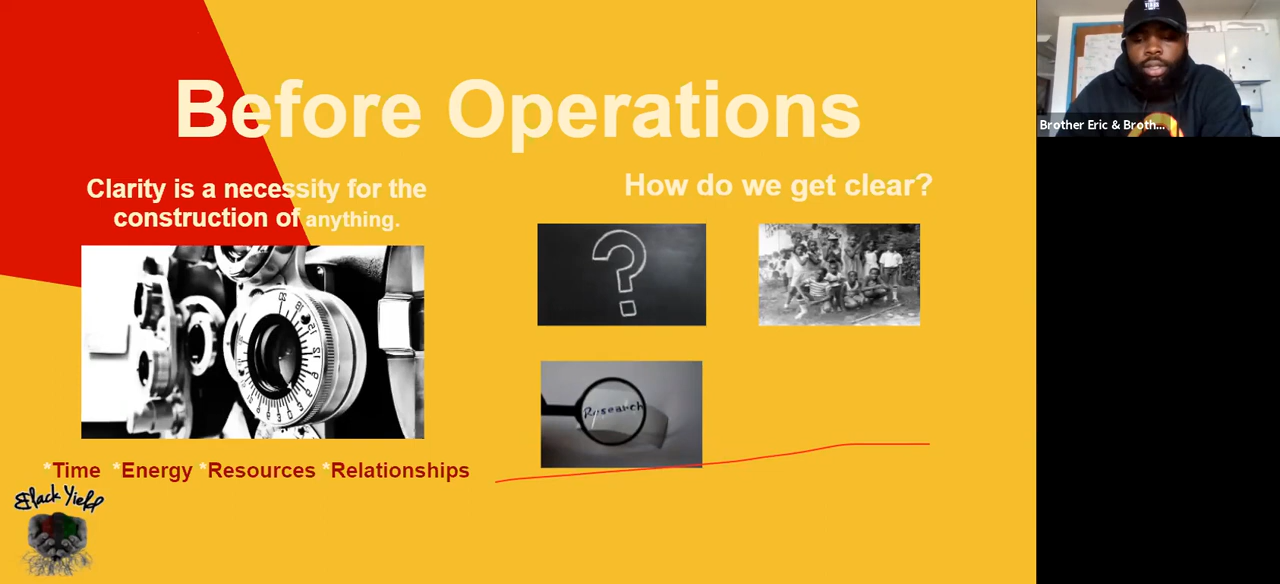 Before Operations
Clarity is a necessity for the
construction of anything.
How do we get clear?
Research
*Time *Energy *Resources *Relationships
Black Yield
Brother Eric & Broth...